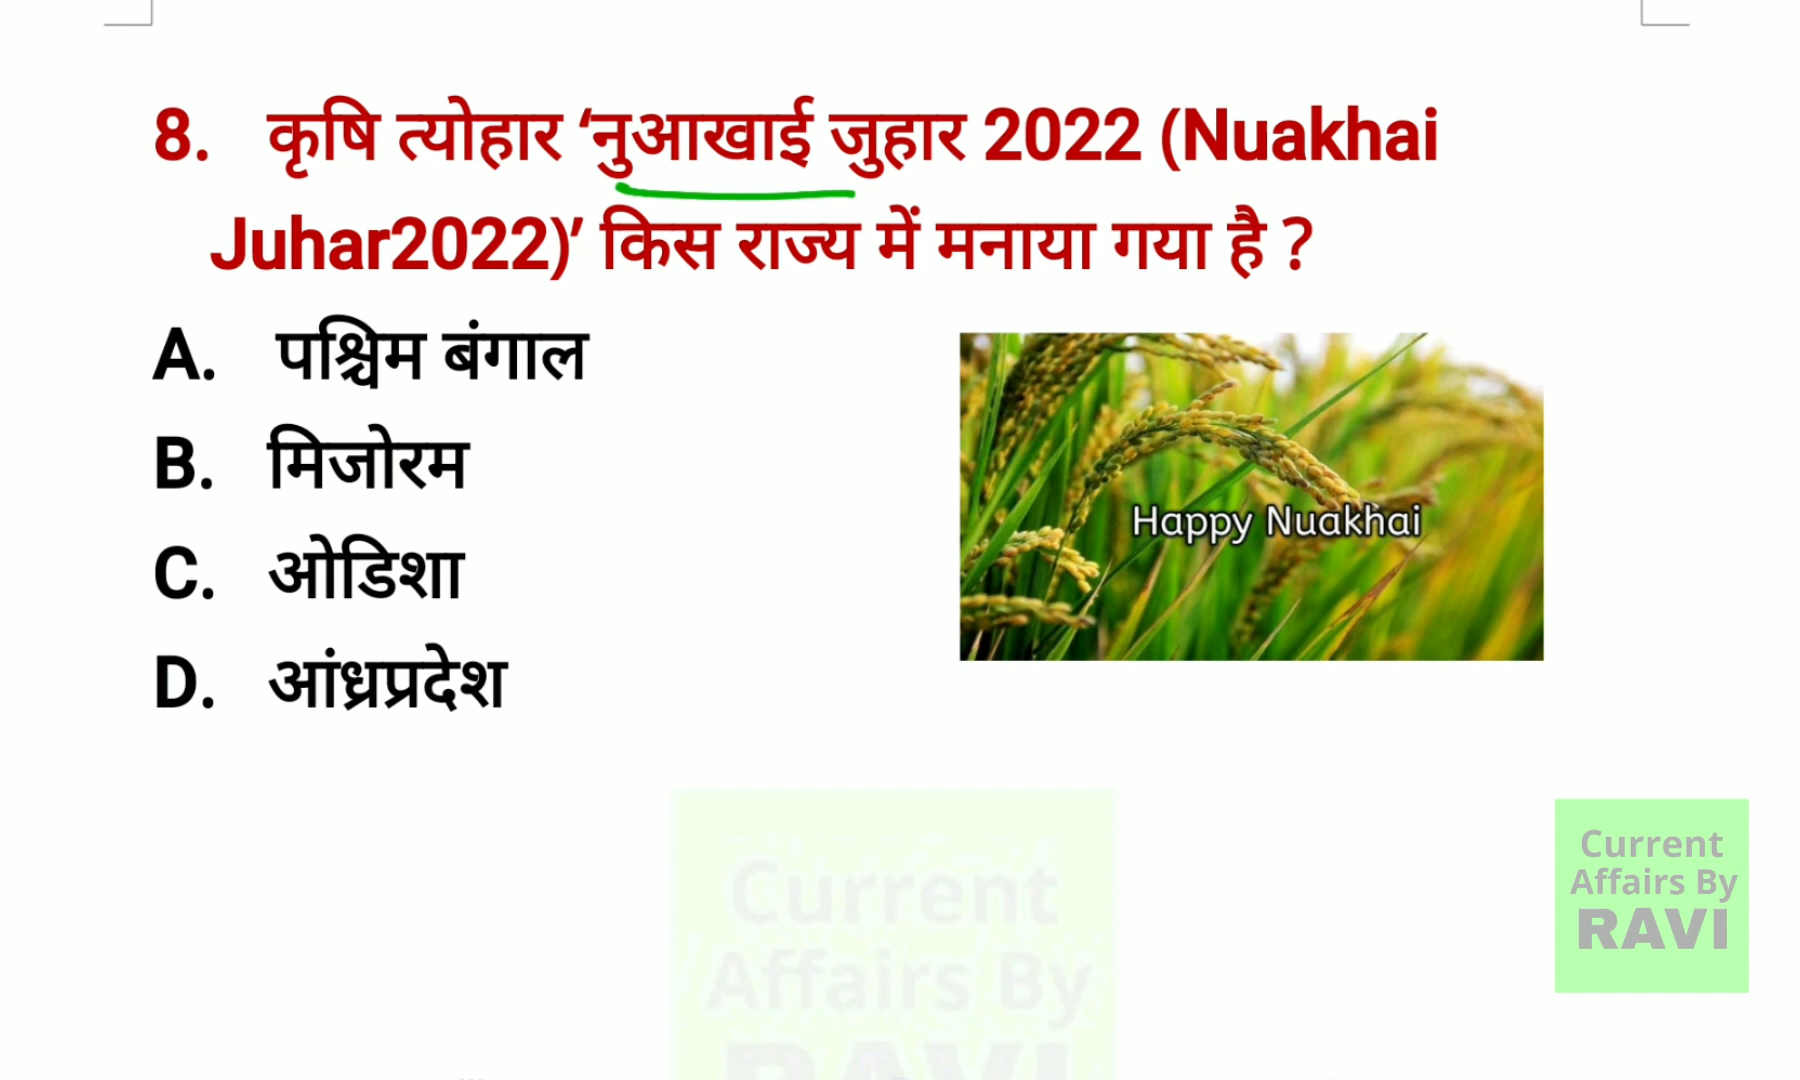 8. कृषि त्योहार ‘नुआखाई जुहार 2022 (Nuakhai
Juhar2022)’ किस राज्य में मनाया गया है ?
A. पश्चिम बंगाल
B. मिजोरम
C. ओडिशा
D. आंध्रप्रदेश
Happy Nuakhai
Current
Affairs By
RAVI
Current
Affairs By
RAVI